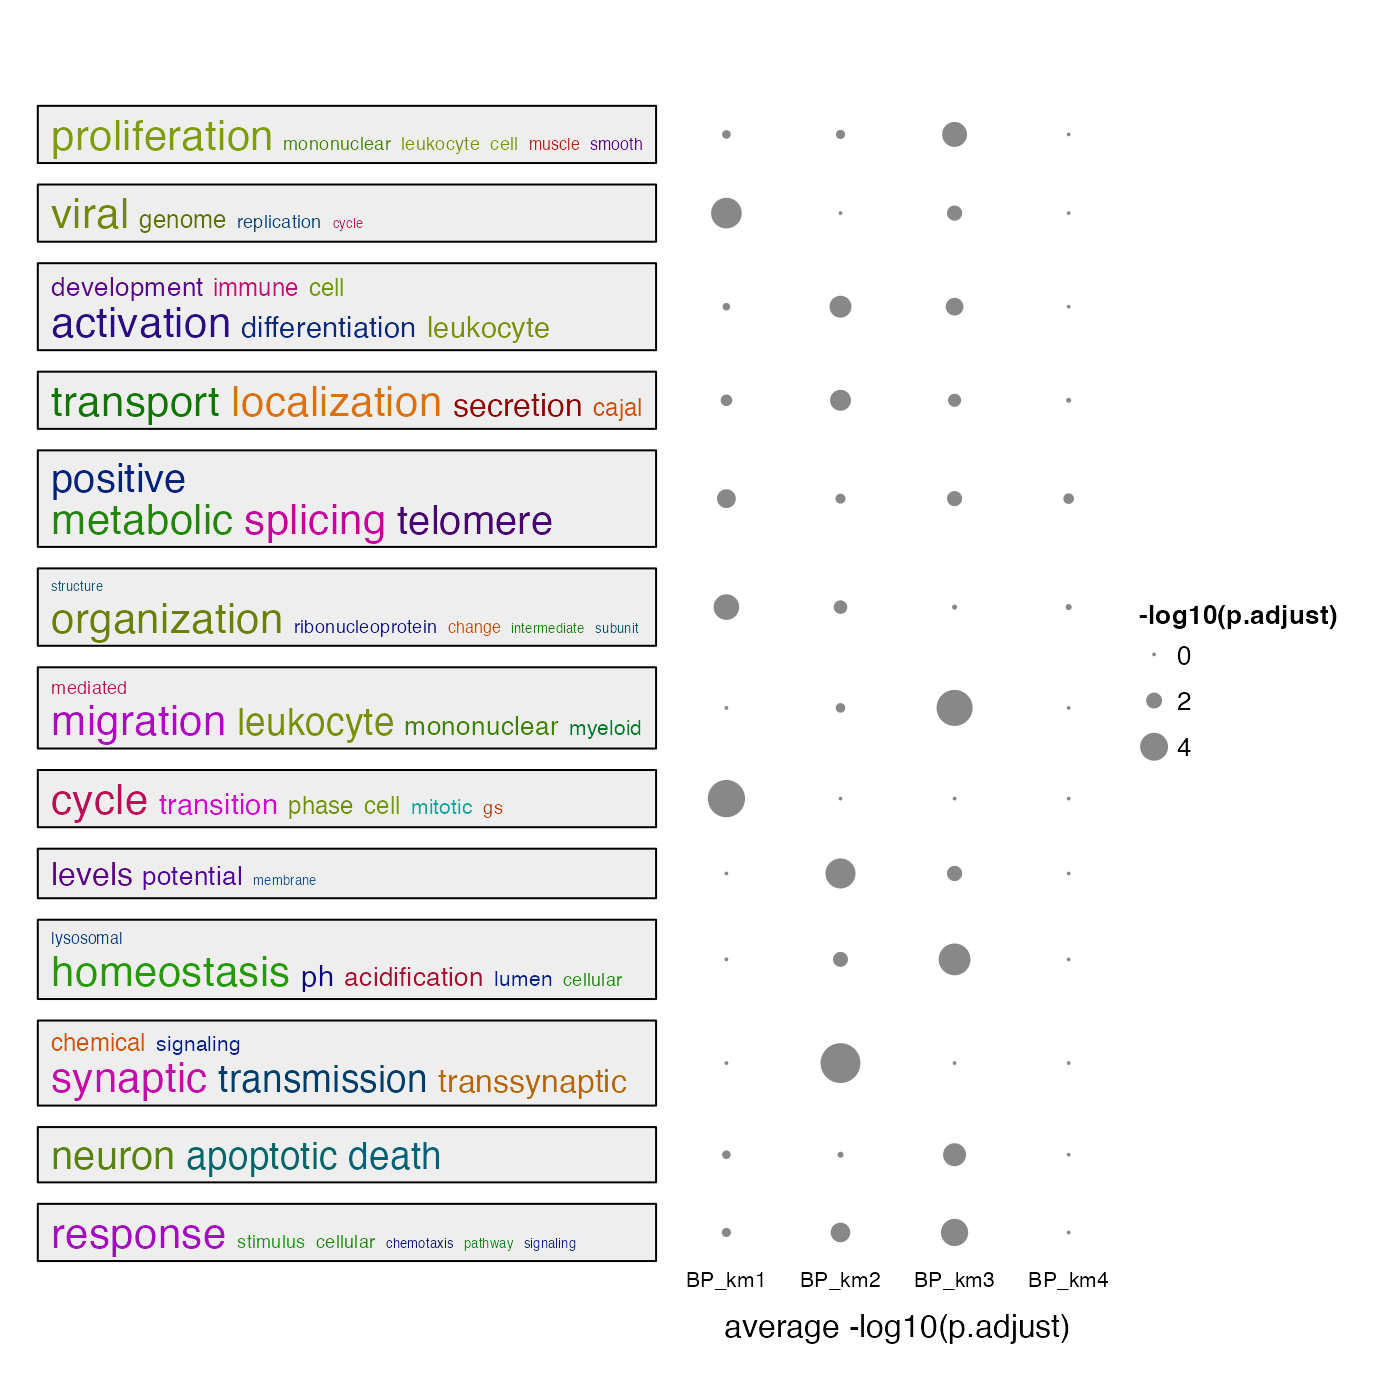 proliferation mononuclear leukocyte cell muscle smooth
viral genome replication cycle
development immune cell
activation differentiation leukocyte
transport localization secretion cajal
positive
metabolic splicing telomere
structure
organization ribonucleoprotein change intermediate subunit
mediated
migration leukocyte mononuclear myeloid
cycle transition phase cell mitotic gs
levels potential membrane
lysosomal
homeostasis ph acidification lumen cellular
chemical signaling
synaptic transmission transsynaptic
neuron apoptotic death
response stimulus cellular chemotaxis pathway signaling
BP_km1 BP_km2 BP_km3 BP_km4
average -log10(p.adjust)
-log10(p.adjust)
0
2
4